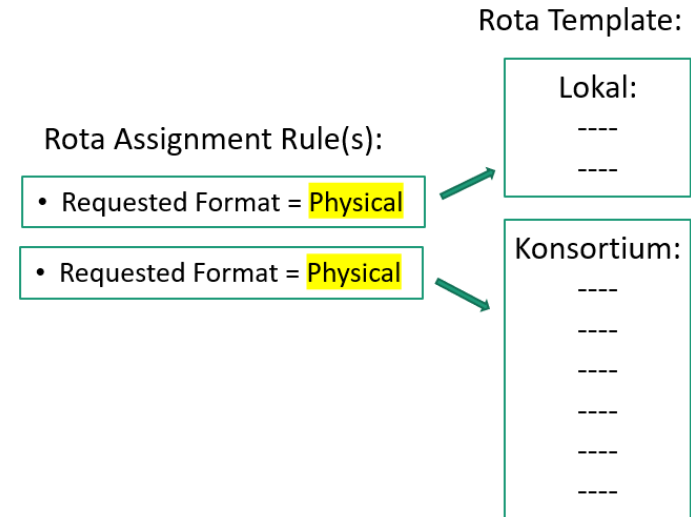 Rota Template:
Lokal:
----
----
Rota Assignment Rule(s):
• Requested Format = Physical
• Requested Format = Physical
Konsortium:
----
----
----
----
----
----